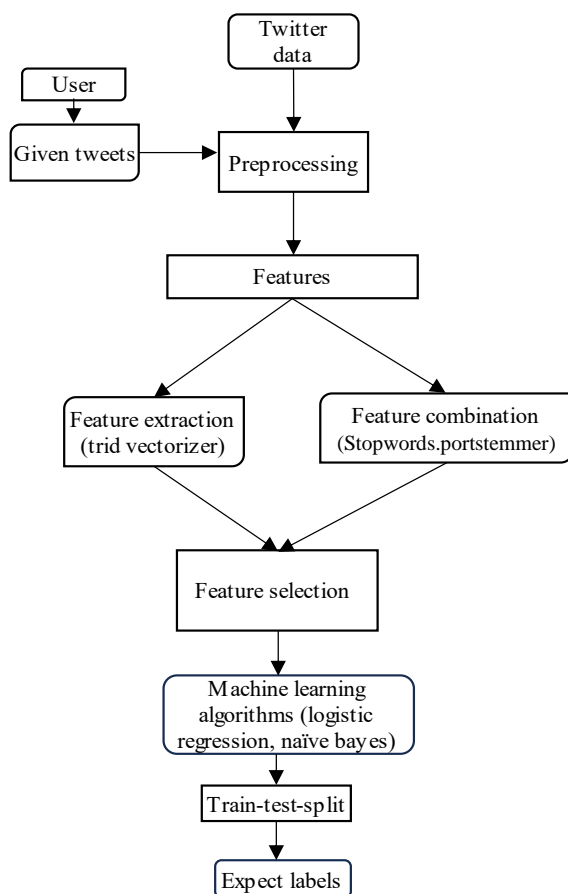 Twitter
data
User
Given tweets
Preprocessing
Features
Feature extraction
(trid vectorizer)
Feature combination
(Stopwords.portstemmer)
Feature selection
Machine learning
algorithms (logistic
regression, naïve bayes)
Train-test-split
Expect labels